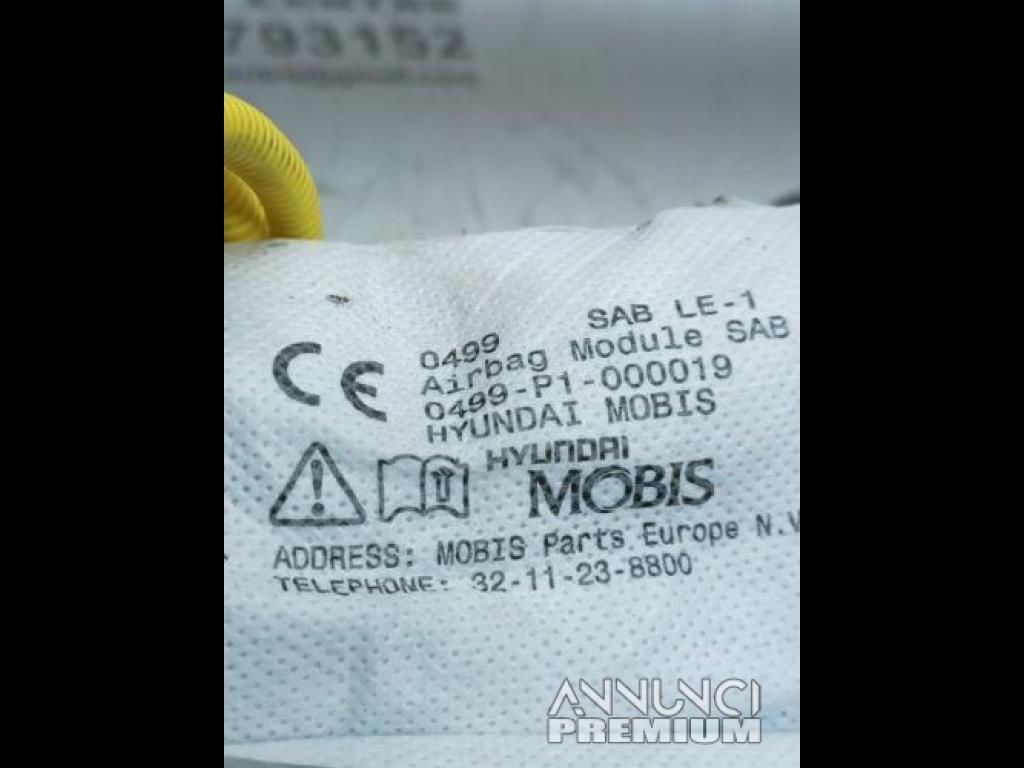 793152
CE 0499 SAB LE-1
Airbag Module SAB
0499-P1-000019
HYUNDAI MOBIS
HYUNDAI
MOBIS
ADDRESS: MOBIS Parts Europe N.V
TELEPHONE: 32-11-23-8800
ANNUNCI
PREMIUM